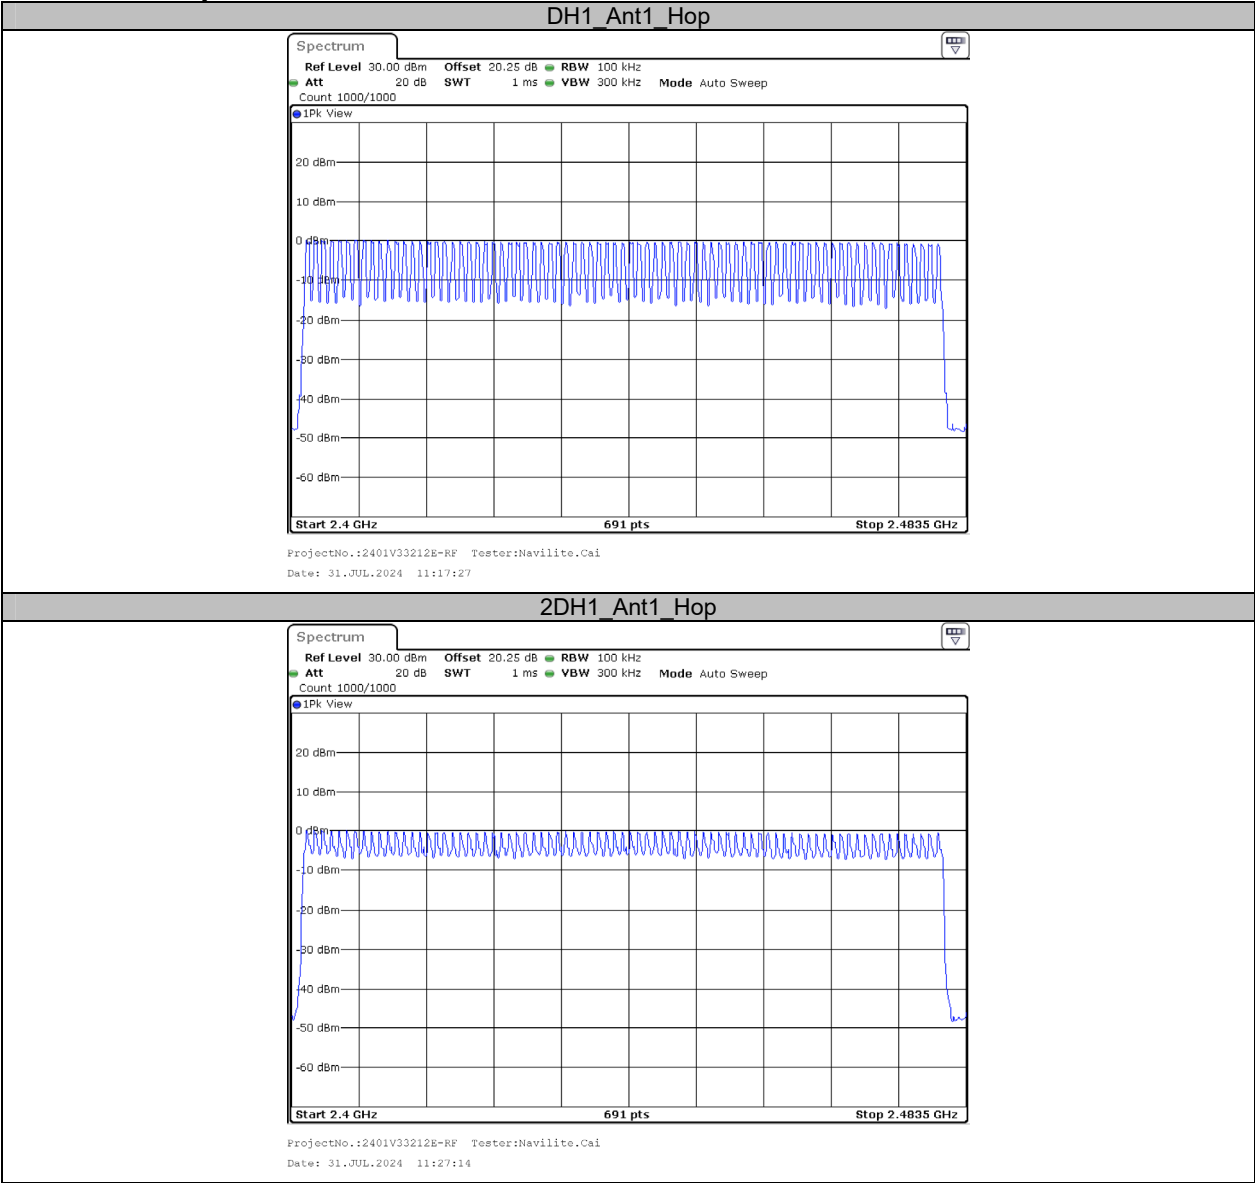 DH1_Ant1_Hop
Spectrum
Ref Level 30.00 dBm Offset 20.25 dB RBW 100 kHz
Att 20 dB SWT 1 ms VBW 300 kHz Mode Auto Sweep
Count 1000/1000
1Pk View
20 dBm
10 dBm
0 dBm
-10 dBm
-20 dBm
-30 dBm
-40 dBm
-50 dBm
-60 dBm
Start 2.4 GHz 691 pts Stop 2.4835 GHz
ProjectNo.:2401V33212E-RF Tester:Navilite.Cai
Date: 31.JUL.2024 11:17:27
2DH1_Ant1_Hop
Spectrum
Ref Level 30.00 dBm Offset 20.25 dB RBW 100 kHz
Att 20 dB SWT 1 ms VBW 300 kHz Mode Auto Sweep
Count 1000/1000
1Pk View
20 dBm
10 dBm
0 dBm
-10 dBm
-20 dBm
-30 dBm
-40 dBm
-50 dBm
-60 dBm
Start 2.4 GHz 691 pts Stop 2.4835 GHz
ProjectNo.:2401V33212E-RF Tester:Navilite.Cai
Date: 31.JUL.2024 11:27:14